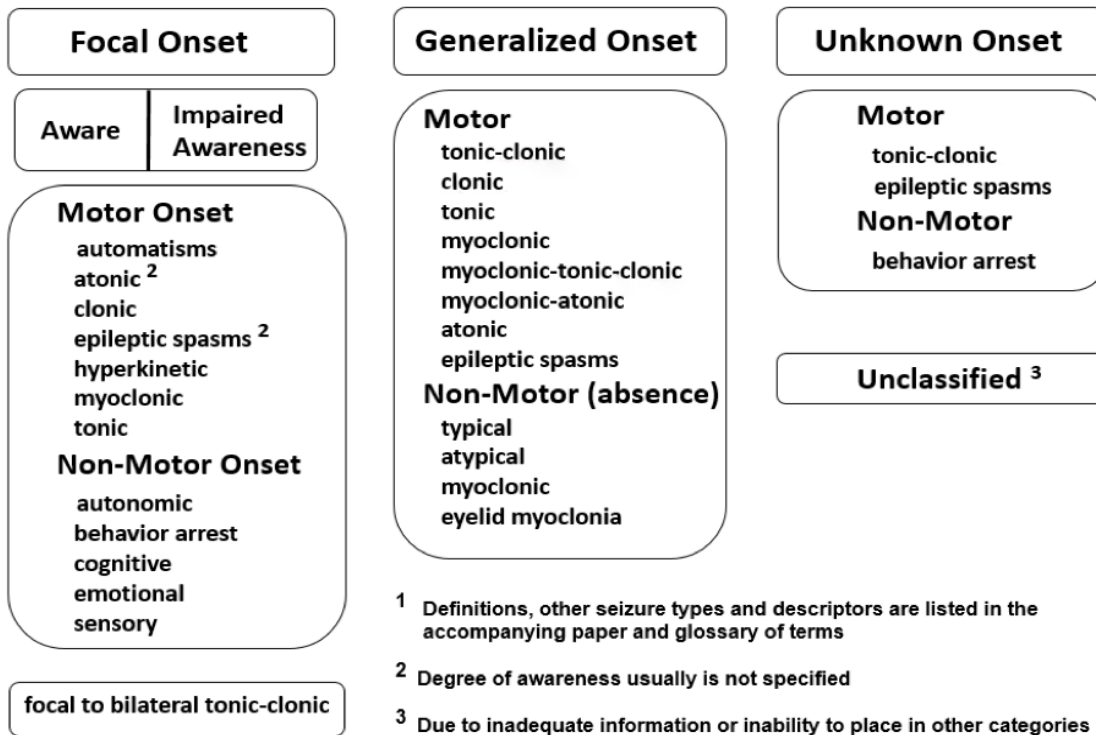 Focal Onset
Aware
Impaired
Awareness
Motor Onset
automatisms
atonic ²
clonic
epileptic spasms ²
hyperkinetic
myoclonic
tonic
Non-Motor Onset
autonomic
behavior arrest
cognitive
emotional
sensory
focal to bilateral tonic-clonic
Generalized Onset
Motor
tonic-clonic
clonic
tonic
myoclonic
myoclonic-tonic-clonic
myoclonic-atonic
atonic
epileptic spasms
Non-Motor (absence)
typical
atypical
myoclonic
eyelid myoclonia
Unknown Onset
Motor
tonic-clonic
epileptic spasms
Non-Motor
behavior arrest
Unclassified ³
¹ Definitions, other seizure types and descriptors are listed in the
accompanying paper and glossary of terms
² Degree of awareness usually is not specified
³ Due to inadequate information or inability to place in other categories